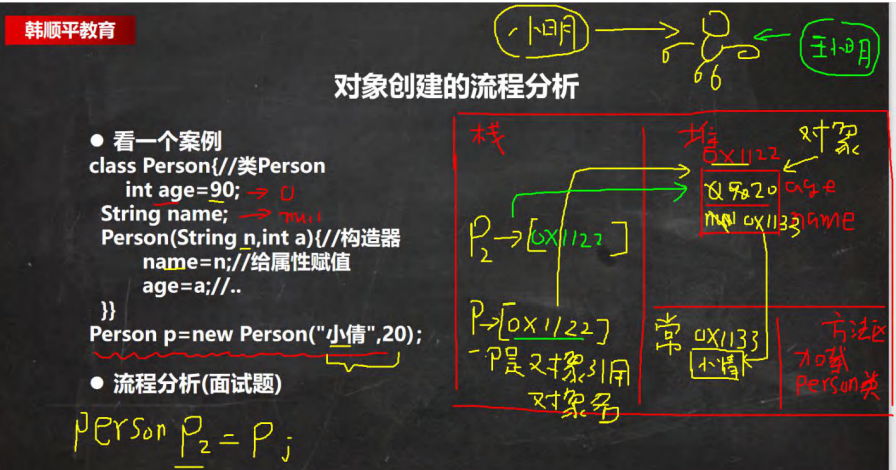 韩顺平教育
小明
王小明
对象创建的流程分析
● 看一个案例
class Person{//类Person
int age=90; → 0
String name; → null
Person(String n,int a){//构造器
name=n;//给属性赋值
age=a;//..
}}
Person p=new Person("小倩",20);
● 流程分析(面试题)
Person P2 = P;
栈
P2→[0X1122]
P→[0X1122]
P是对象引用
对象名
堆
对象
0X1122
0 90 20 age
null 0X1133 name
常 0X1133
小倩
方法区
加载
Person类